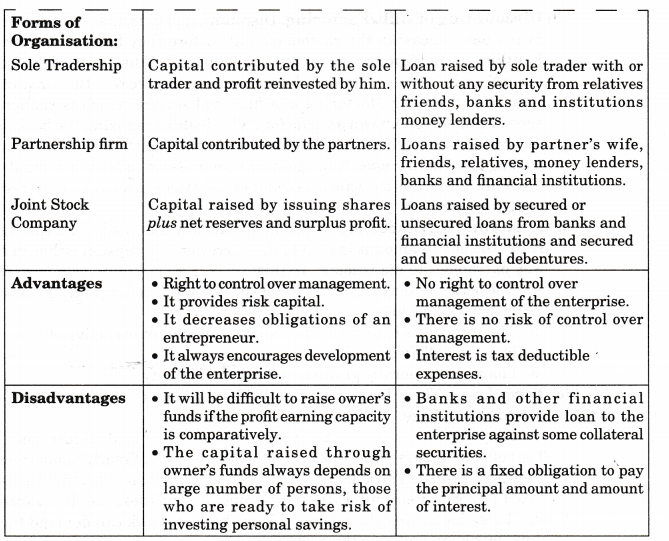 Forms of
Organisation:
Sole Tradership
Capital contributed by the sole
trader and profit reinvested by him.
Loan raised by sole trader with or
without any security from relatives
friends, banks and institutions
money lenders.
Partnership firm
Capital contributed by the partners.
Loans raised by partner's wife,
friends, relatives, money lenders,
banks and financial institutions.
Joint Stock
Company
Capital raised by issuing shares
plus net reserves and surplus profit.
Loans raised by secured or
unsecured loans from banks and
financial institutions and secured
and unsecured debentures.
Advantages
• Right to control over management.
• It provides risk capital.
• It decreases obligations of an
entrepreneur.
• It always encourages development
of the enterprise.
• No right to control over
management of the enterprise.
• There is no risk of control over
management.
• Interest is tax deductible
expenses.
Disadvantages
• It will be difficult to raise owner's
funds if the profit earning capacity
is comparatively.
• The capital raised through
owner's funds always depends on
large number of persons, those
who are ready to take risk of
investing personal savings.
• Banks and other financial
institutions provide loan to the
enterprise against some collateral
securities.
• There is a fixed obligation to pay
the principal amount and amount
of interest.